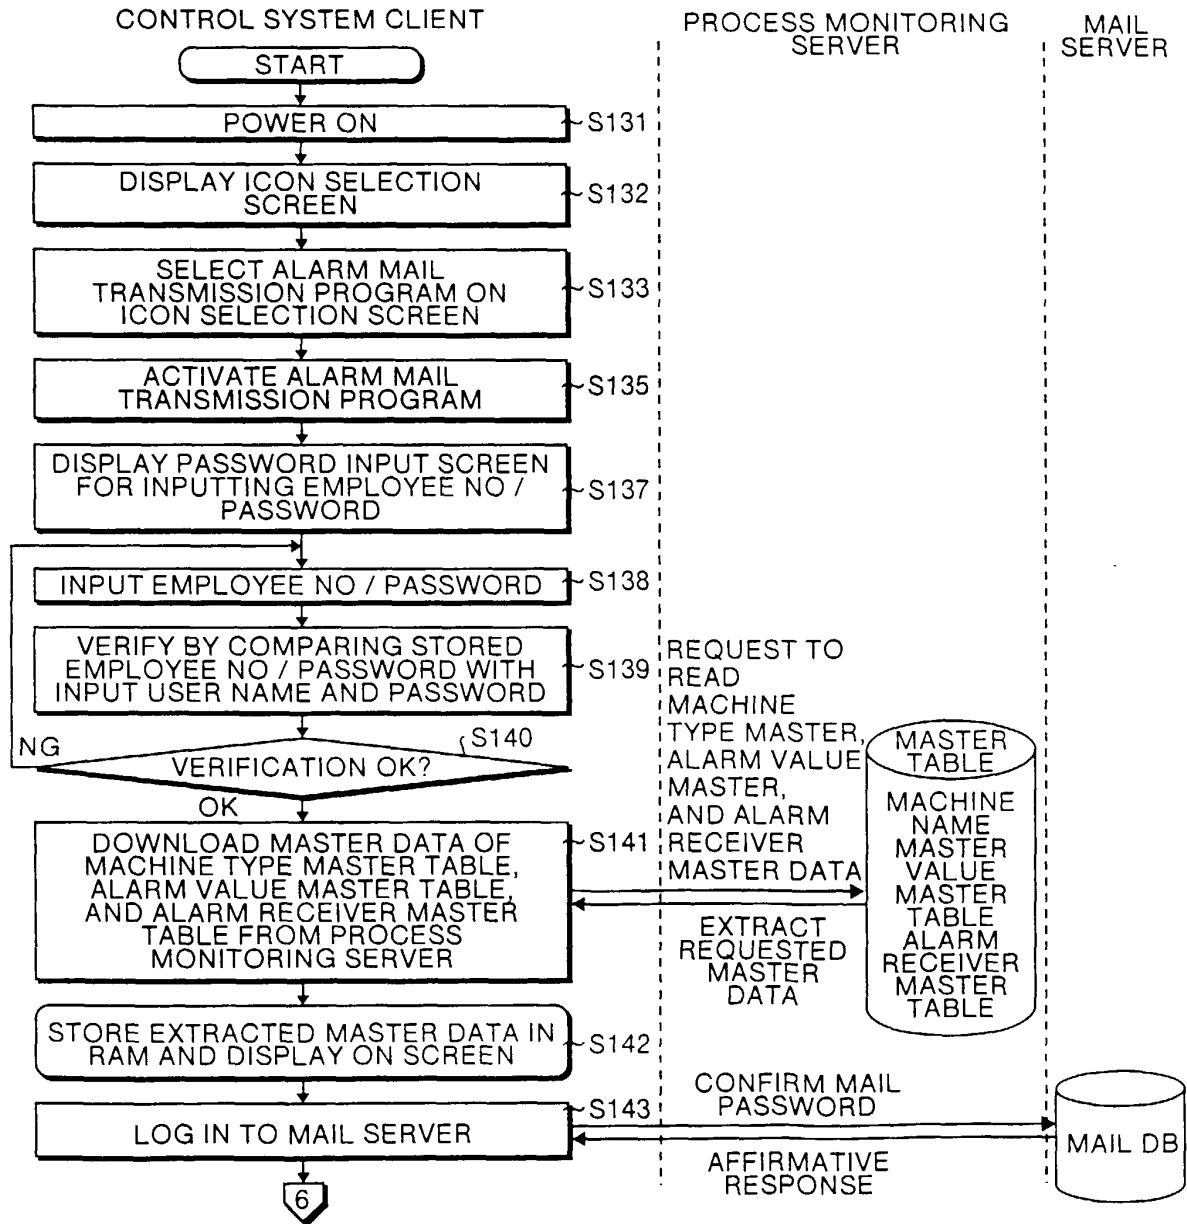 CONTROL SYSTEM CLIENT
PROCESS MONITORING
SERVER
MAIL
SERVER
START
POWER ON
S131
DISPLAY ICON SELECTION
SCREEN
S132
SELECT ALARM MAIL
TRANSMISSION PROGRAM ON
ICON SELECTION SCREEN
S133
ACTIVATE ALARM MAIL
TRANSMISSION PROGRAM
S135
DISPLAY PASSWORD INPUT SCREEN
FOR INPUTTING EMPLOYEE NO /
PASSWORD
S137
INPUT EMPLOYEE NO / PASSWORD
S138
VERIFY BY COMPARING STORED
EMPLOYEE NO / PASSWORD WITH
INPUT USER NAME AND PASSWORD
S139
NG
S140
VERIFICATION OK?
OK
DOWNLOAD MASTER DATA OF
MACHINE TYPE MASTER TABLE,
ALARM VALUE MASTER TABLE,
AND ALARM RECEIVER MASTER
TABLE FROM PROCESS
MONITORING SERVER
S141
REQUEST TO
READ
MACHINE
TYPE MASTER,
ALARM VALUE
MASTER,
AND ALARM
RECEIVER
MASTER DATA
EXTRACT
REQUESTED
MASTER
DATA
MASTER
TABLE
MACHINE
NAME
MASTER
VALUE
MASTER
TABLE
ALARM
RECEIVER
MASTER
TABLE
STORE EXTRACTED MASTER DATA IN
RAM AND DISPLAY ON SCREEN
S142
LOG IN TO MAIL SERVER
S143
CONFIRM MAIL
PASSWORD
AFFIRMATIVE
RESPONSE
MAIL DB
6